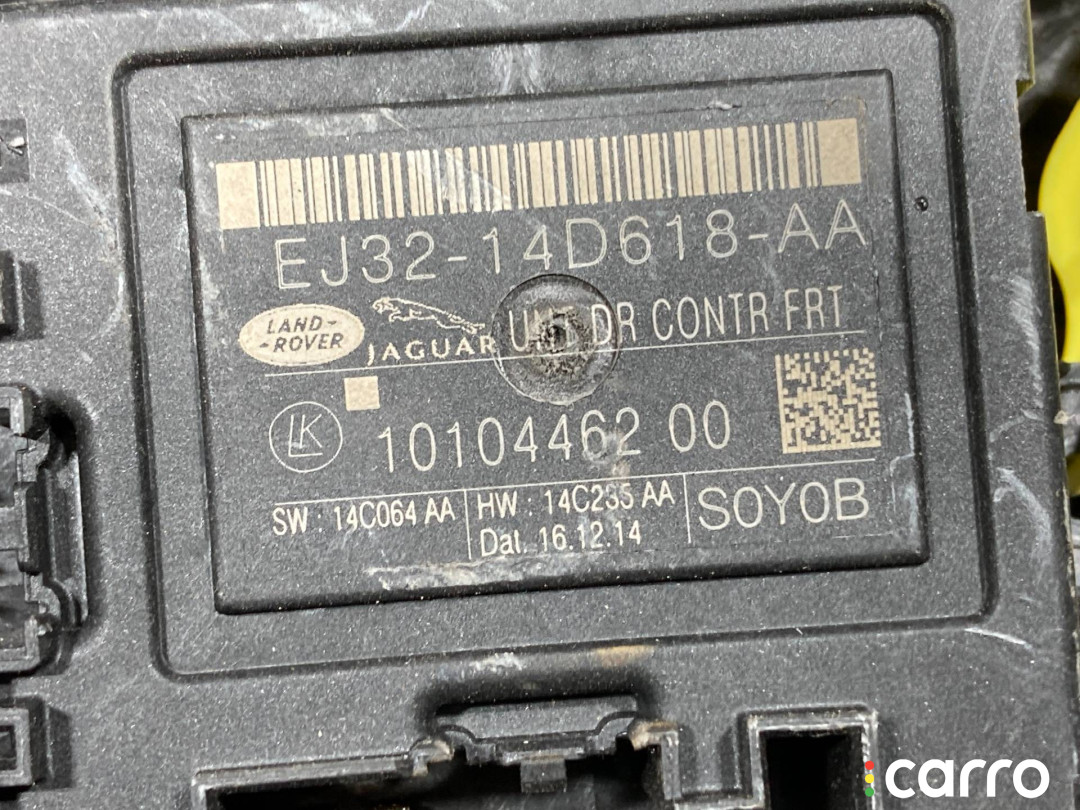 EJ32-14D618-AA
LAND-
-ROVER
JAGUAR
DR CONTR FRT
LK
10104462 00
SW : 14C064 AA
HW : 14C235 AA
Dat. 16.12.14
SOYOB
carro